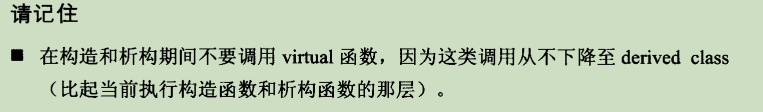 请记住
■ 在构造和析构期间不要调用 virtual 函数，因为这类调用从不下降至 derived class
（比起当前执行构造函数和析构函数的那层）。